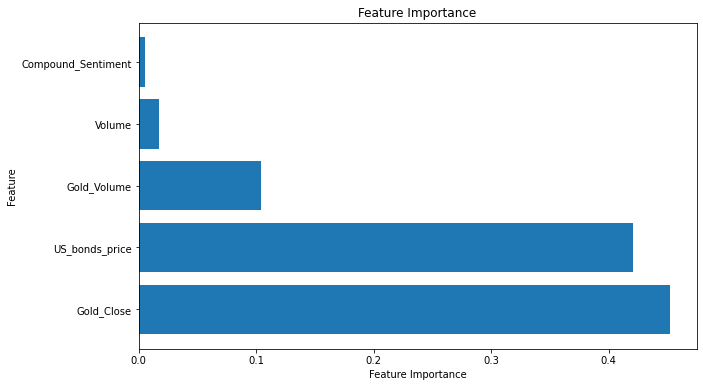 Feature Importance
Compound_Sentiment
Volume
Gold_Volume
US_bonds_price
Gold_Close
Feature
0.0 0.1 0.2 0.3 0.4
Feature Importance